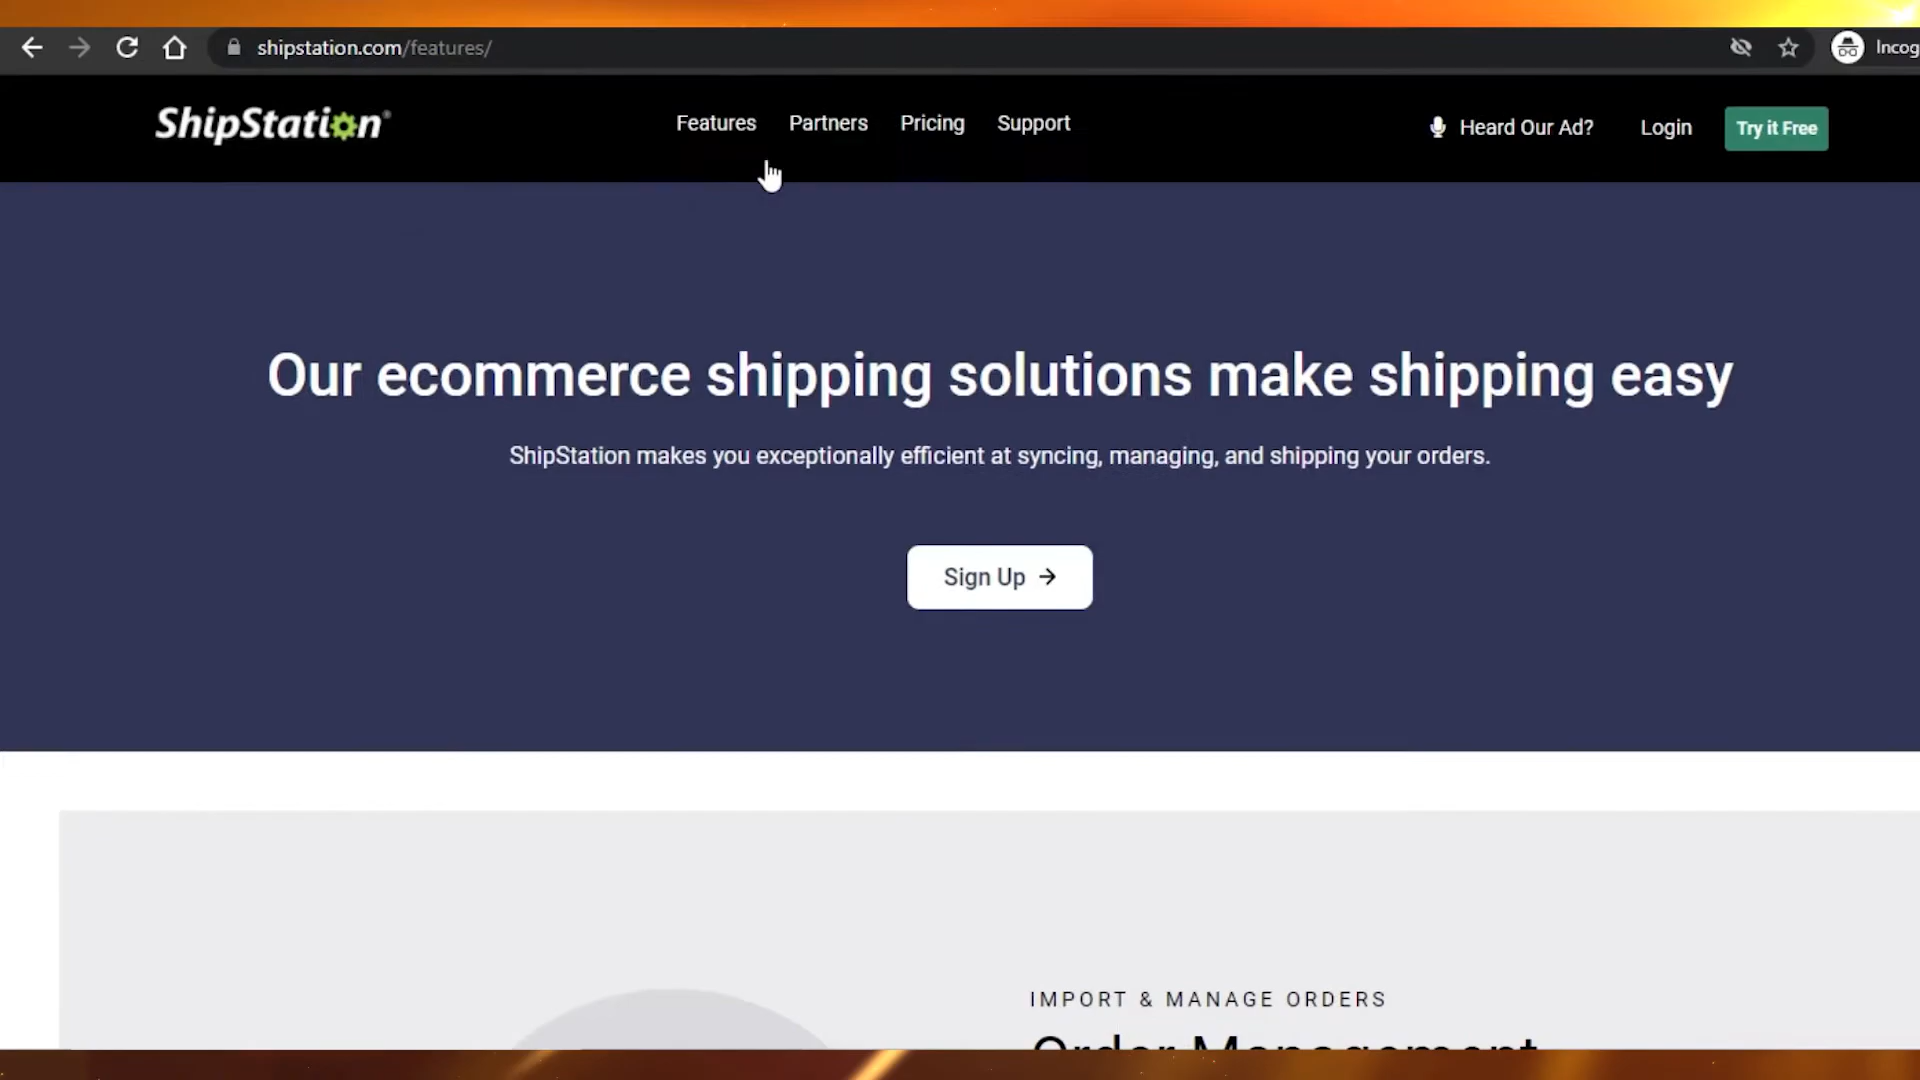 shipstation.com/features/
Incog
ShipStation®
Features Partners Pricing Support
Heard Our Ad? Login Try it Free
Our ecommerce shipping solutions make shipping easy
ShipStation makes you exceptionally efficient at syncing, managing, and shipping your orders.
Sign Up →
IMPORT & MANAGE ORDERS
Order Management